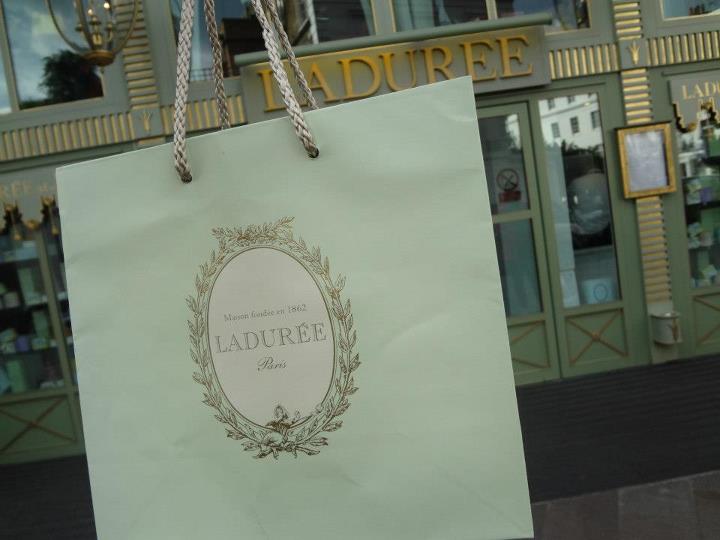 LADURÉE
Maison fondée en 1862
LADURÉE
Paris